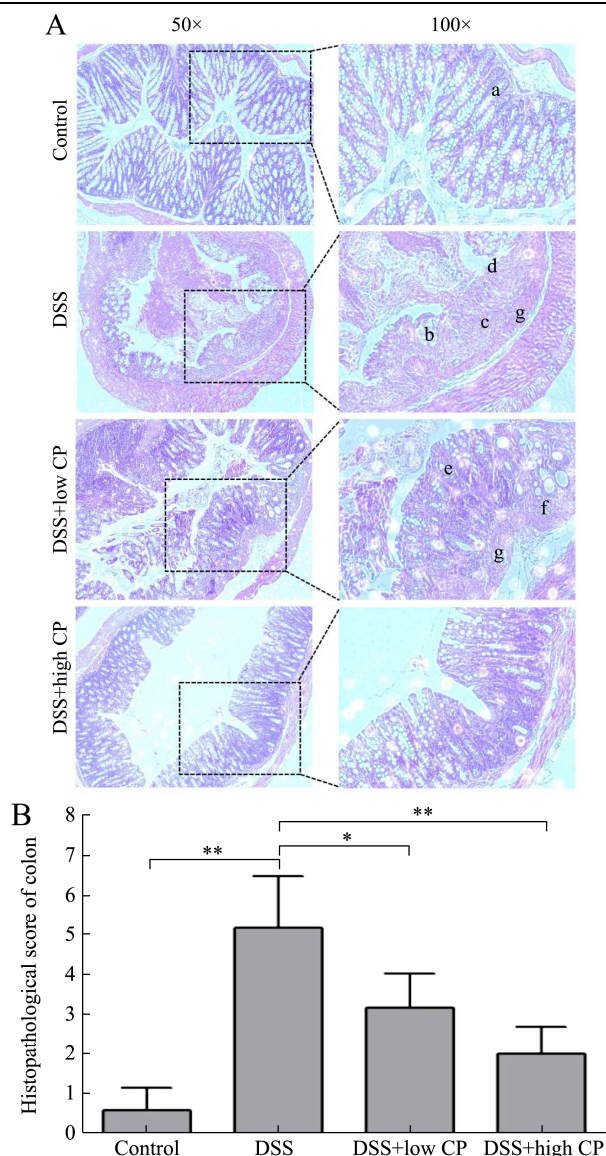 A
50× 100×
Control
a
DSS
d
c
g
b
DSS+low CP
e
f
g
DSS+high CP
B
Histopathological score of colon
8
7
6
5
4
3
2
1
0
**
*
**
Control DSS DSS+low CP DSS+high CP